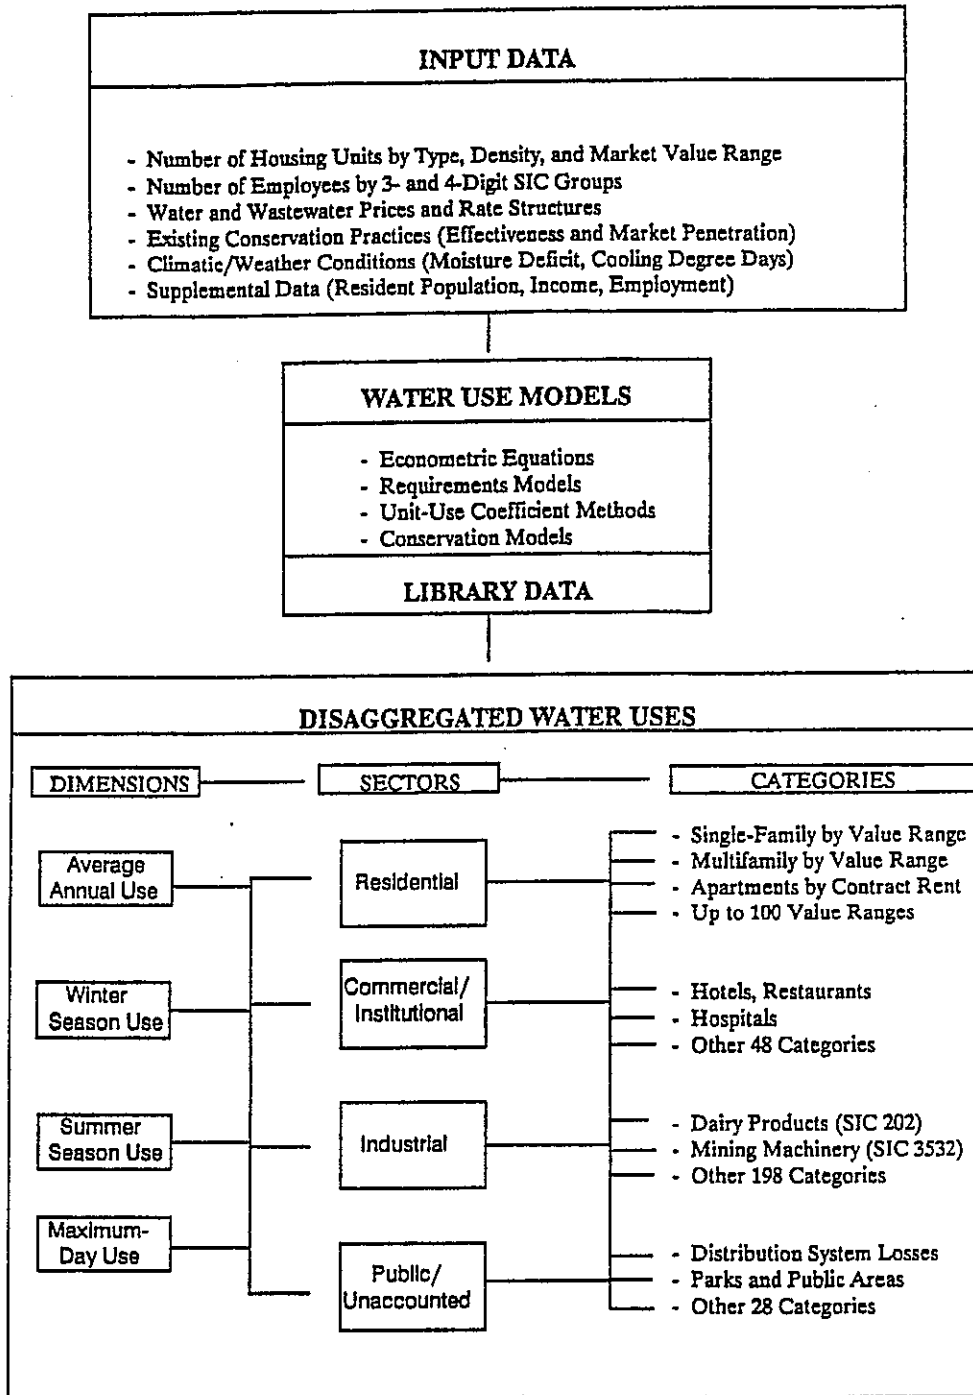 INPUT DATA
- Number of Housing Units by Type, Density, and Market Value Range
- Number of Employees by 3- and 4-Digit SIC Groups
- Water and Wastewater Prices and Rate Structures
- Existing Conservation Practices (Effectiveness and Market Penetration)
- Climatic/Weather Conditions (Moisture Deficit, Cooling Degree Days)
- Supplemental Data (Resident Population, Income, Employment)
WATER USE MODELS
- Econometric Equations
- Requirements Models
- Unit-Use Coefficient Methods
- Conservation Models
LIBRARY DATA
DISAGGREGATED WATER USES
DIMENSIONS
SECTORS
CATEGORIES
Average
Annual Use
Winter
Season Use
Summer
Season Use
Maximum-
Day Use
Residential
Commercial/
Institutional
Industrial
Public/
Unaccounted
- Single-Family by Value Range
- Multifamily by Value Range
- Apartments by Contract Rent
- Up to 100 Value Ranges
- Hotels, Restaurants
- Hospitals
- Other 48 Categories
- Dairy Products (SIC 202)
- Mining Machinery (SIC 3532)
- Other 198 Categories
- Distribution System Losses
- Parks and Public Areas
- Other 28 Categories